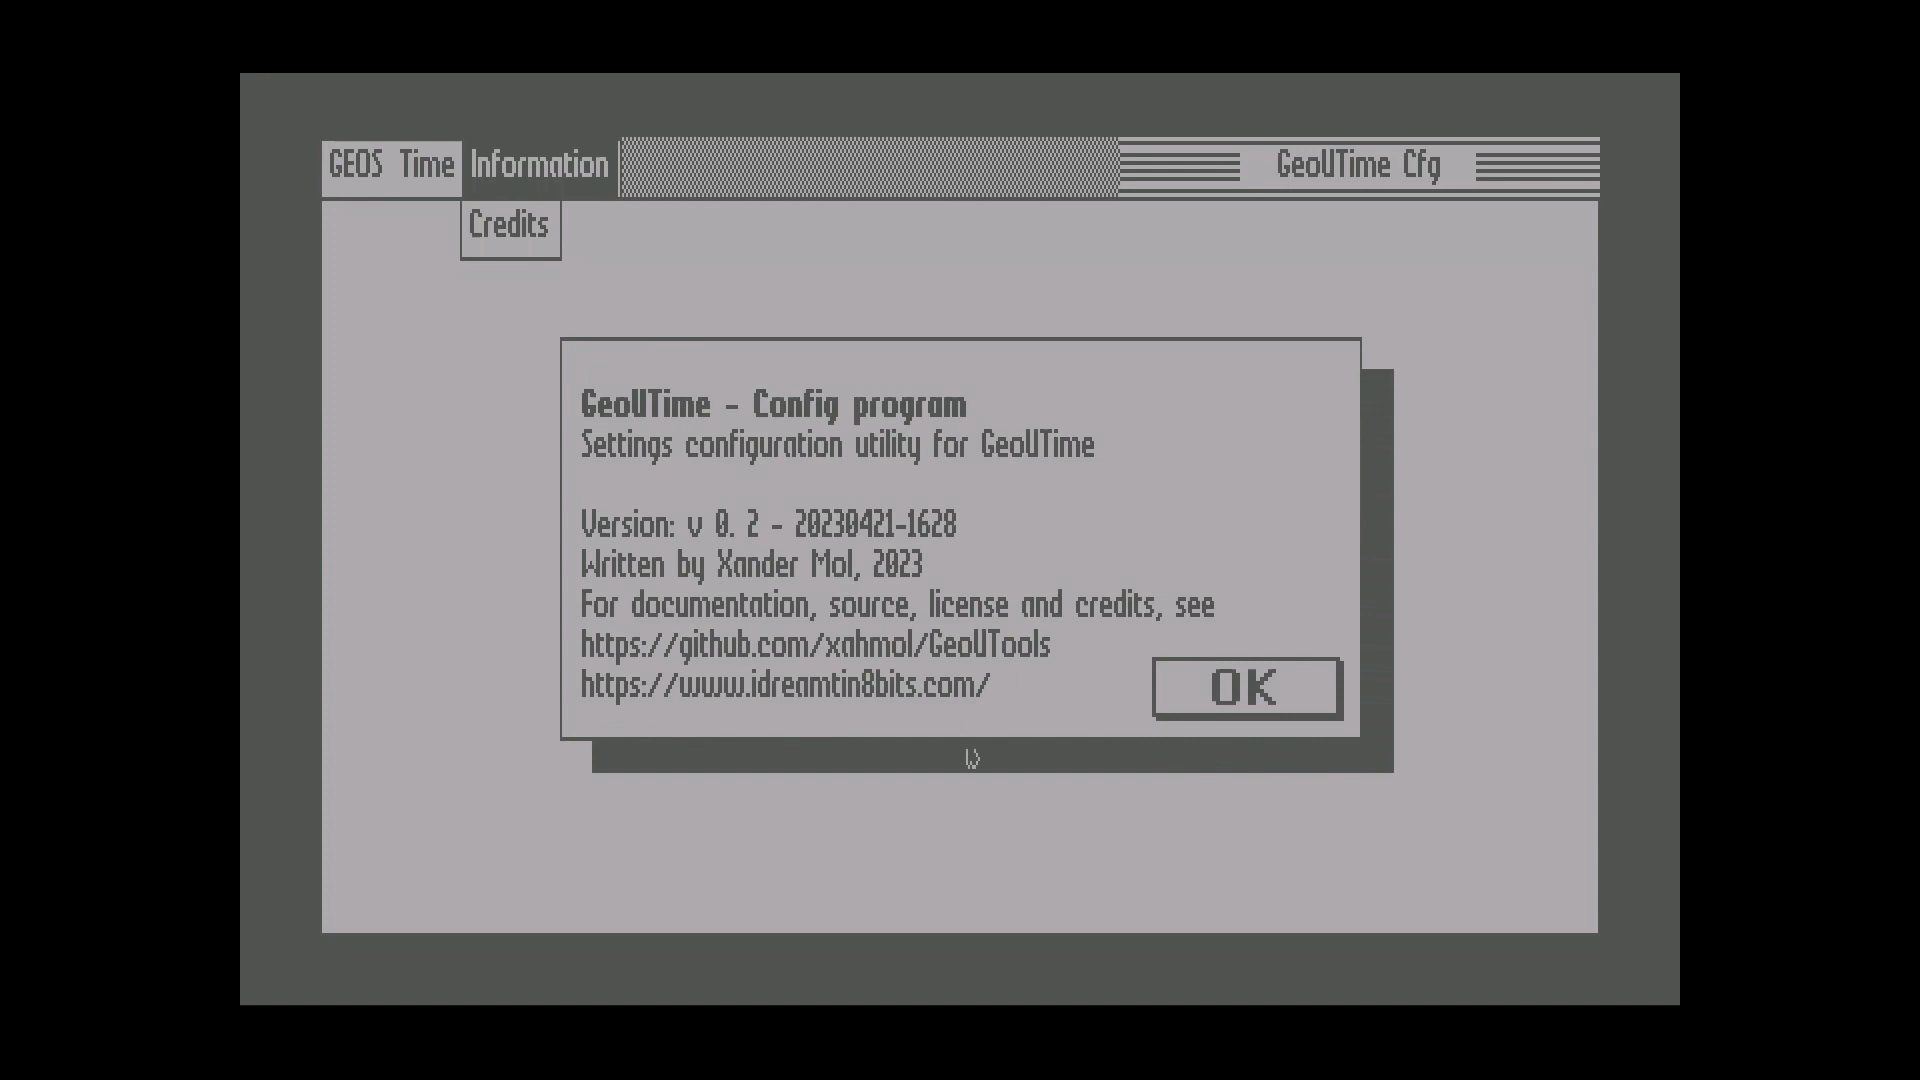 GEOS Time Information GeoUTime Cfg
Credits
GeoUTime - Config program
Settings configuration utility for GeoUTime
Version: v 0. 2 - 20230421-1628
Written by Xander Mol, 2023
For documentation, source, license and credits, see
https://github.com/xahmol/GeoUTools
https://www.idreamtin8bits.com/
OK